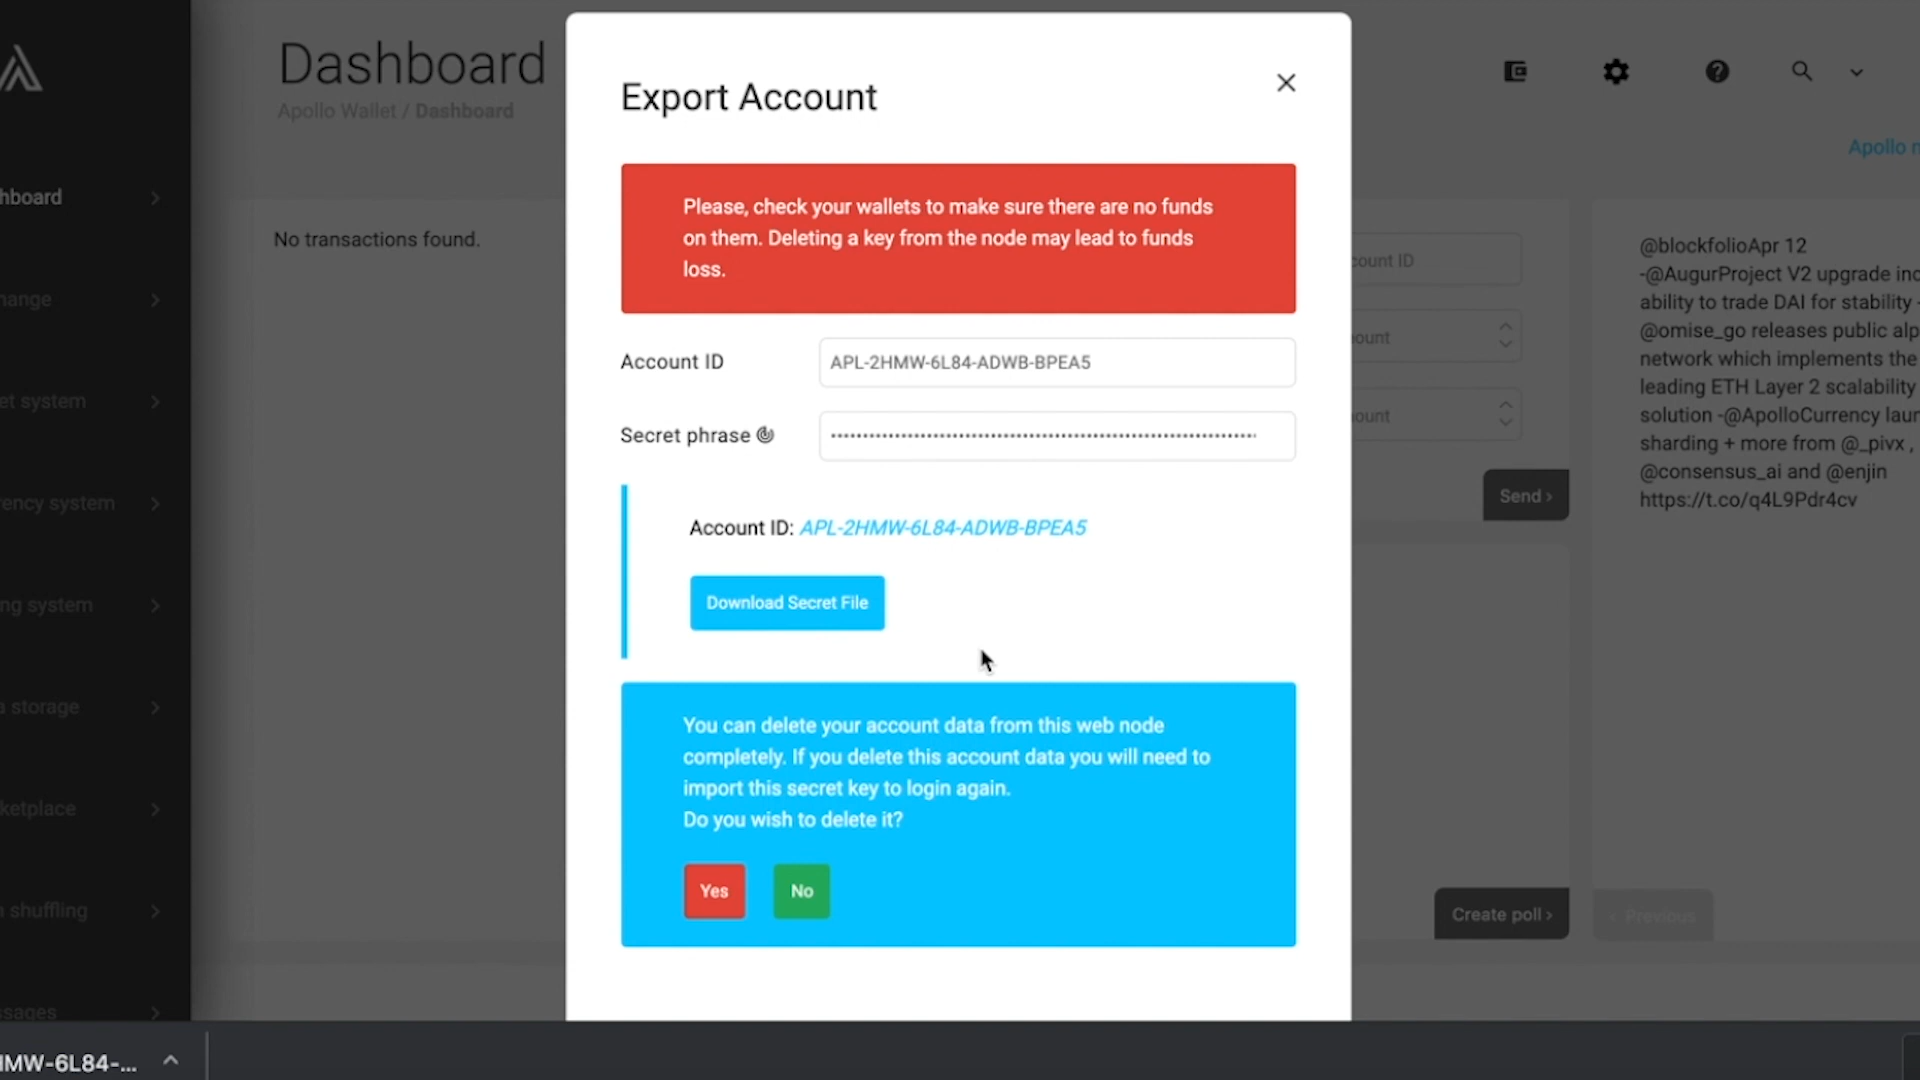 Dashboard
Apollo Wallet / Dashboard
Apollo
hboard
No transactions found.
hange
et system
rency system
ng system
a storage
ketplace
n shuffling
sages
Export Account
Please, check your wallets to make sure there are no funds
on them. Deleting a key from the node may lead to funds
loss.
Account ID
APL-2HMW-6L84-ADWB-BPEA5
Secret phrase
Account ID: APL-2HMW-6L84-ADWB-BPEA5
Download Secret File
You can delete your account data from this web node
completely. If you delete this account data you will need to
import this secret key to login again.
Do you wish to delete it?
Yes
No
count ID
ount
ount
Send ›
Create poll ›
‹ Previous
@blockfolioApr 12
-@AugurProject V2 upgrade inc
ability to trade DAI for stability -
@omise_go releases public alp
network which implements the
leading ETH Layer 2 scalability
solution -@ApolloCurrency laun
sharding + more from @_pivx ,
@consensus_ai and @enjin
https://t.co/q4L9Pdr4cv
HMW-6L84-...